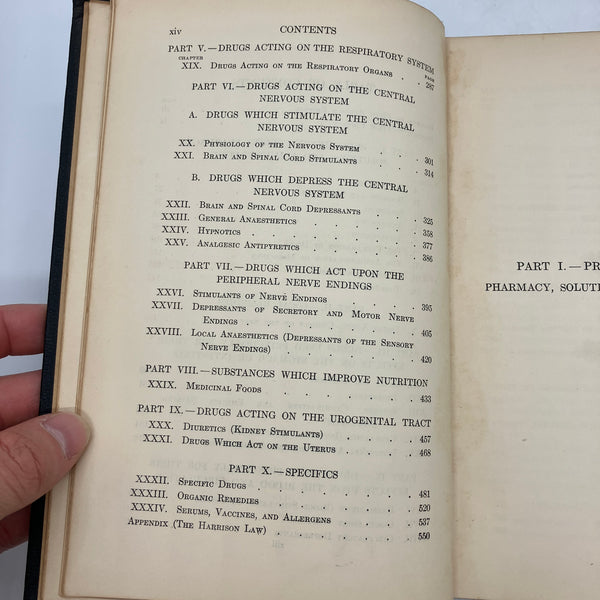 xiv CONTENTS
PART V.—DRUGS ACTING ON THE RESPIRATORY SYSTEM
CHAPTER PAGE
XIX. Drugs Acting on the Respiratory Organs . . 287
PART VI.—DRUGS ACTING ON THE CENTRAL
NERVOUS SYSTEM
A. DRUGS WHICH STIMULATE THE CENTRAL
NERVOUS SYSTEM
XX. Physiology of the Nervous System . . . 301
XXI. Brain and Spinal Cord Stimulants . . . 314
B. DRUGS WHICH DEPRESS THE CENTRAL
NERVOUS SYSTEM
XXII. Brain and Spinal Cord Depressants . . . 325
XXIII. General Anaesthetics . . . . . 358
XXIV. Hypnotics . . . . . . . 377
XXV. Analgesic Antipyretics . . . . . 386
PART VII.—DRUGS WHICH ACT UPON THE
PERIPHERAL NERVE ENDINGS
XXVI. Stimulants of Nerve Endings . . . . 395
XXVII. Depressants of Secretory and Motor Nerve
Endings . . . . . . . 405
XXVIII. Local Anaesthetics (Depressants of the Sensory
Nerve Endings) . . . . . . 420
PART VIII.—SUBSTANCES WHICH IMPROVE NUTRITION
XXIX. Medicinal Foods . . . . . . 433
PART IX.—DRUGS ACTING ON THE UROGENITAL TRACT
XXX. Diuretics (Kidney Stimulants) . . . . 457
XXXI. Drugs Which Act on the Uterus . . . . 468
PART X.—SPECIFICS
XXXII. Specific Drugs . . . . . . . 481
XXXIII. Organic Remedies . . . . . . 520
XXXIV. Serums, Vaccines, and Allergens . . . . 537
Appendix (The Harrison Law) . . . . . . 550
PART I.—PR
PHARMACY, SOLUTI